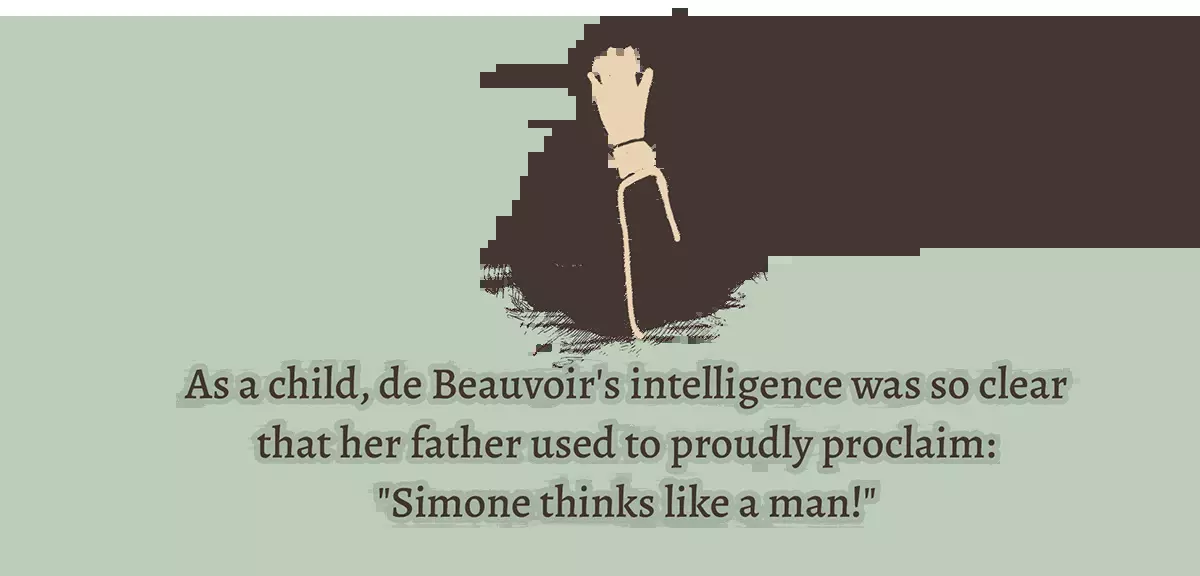 As a child, de Beauvoir's intelligence was so clear
that her father used to proudly proclaim:
"Simone thinks like a man!"